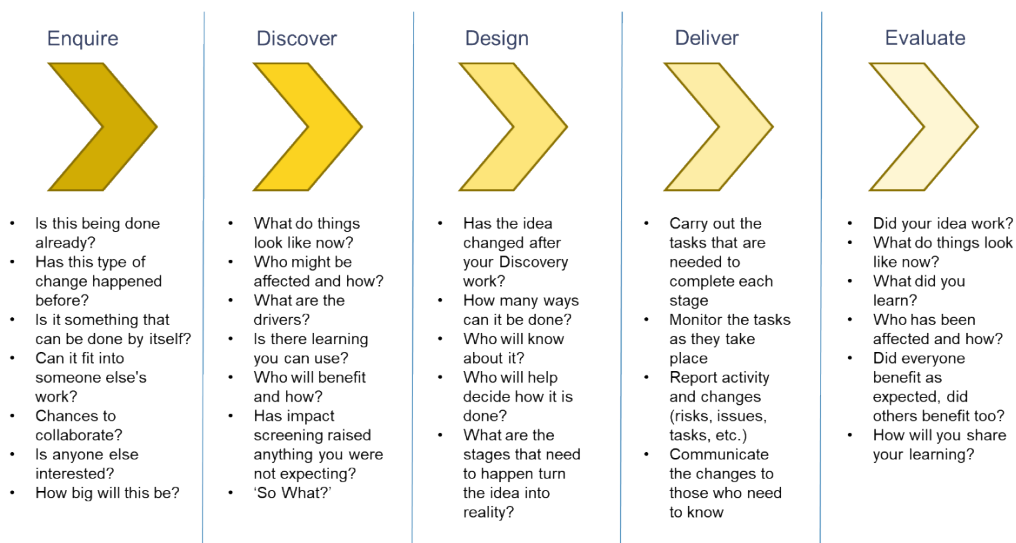 Enquire
• Is this being done
already?
• Has this type of
change happened
before?
• Is it something that
can be done by itself?
• Can it fit into
someone else's
work?
• Chances to
collaborate?
• Is anyone else
interested?
• How big will this be?
Discover
• What do things
look like now?
• Who might be
affected and how?
• What are the
drivers?
• Is there learning
you can use?
• Who will benefit
and how?
• Has impact
screening raised
anything you were
not expecting?
• ‘So What?’
Design
• Has the idea
changed after
your Discovery
work?
• How many ways
can it be done?
• Who will know
about it?
• Who will help
decide how it is
done?
• What are the
stages that need
to happen turn
the idea into
reality?
Deliver
• Carry out the
tasks that are
needed to
complete each
stage
• Monitor the tasks
as they take
place
• Report activity
and changes
(risks, issues,
tasks, etc.)
• Communicate
the changes to
those who need
to know
Evaluate
• Did your idea work?
• What do things look
like now?
• What did you
learn?
• Who has been
affected and how?
• Did everyone
benefit as
expected, did
others benefit too?
• How will you share
your learning?